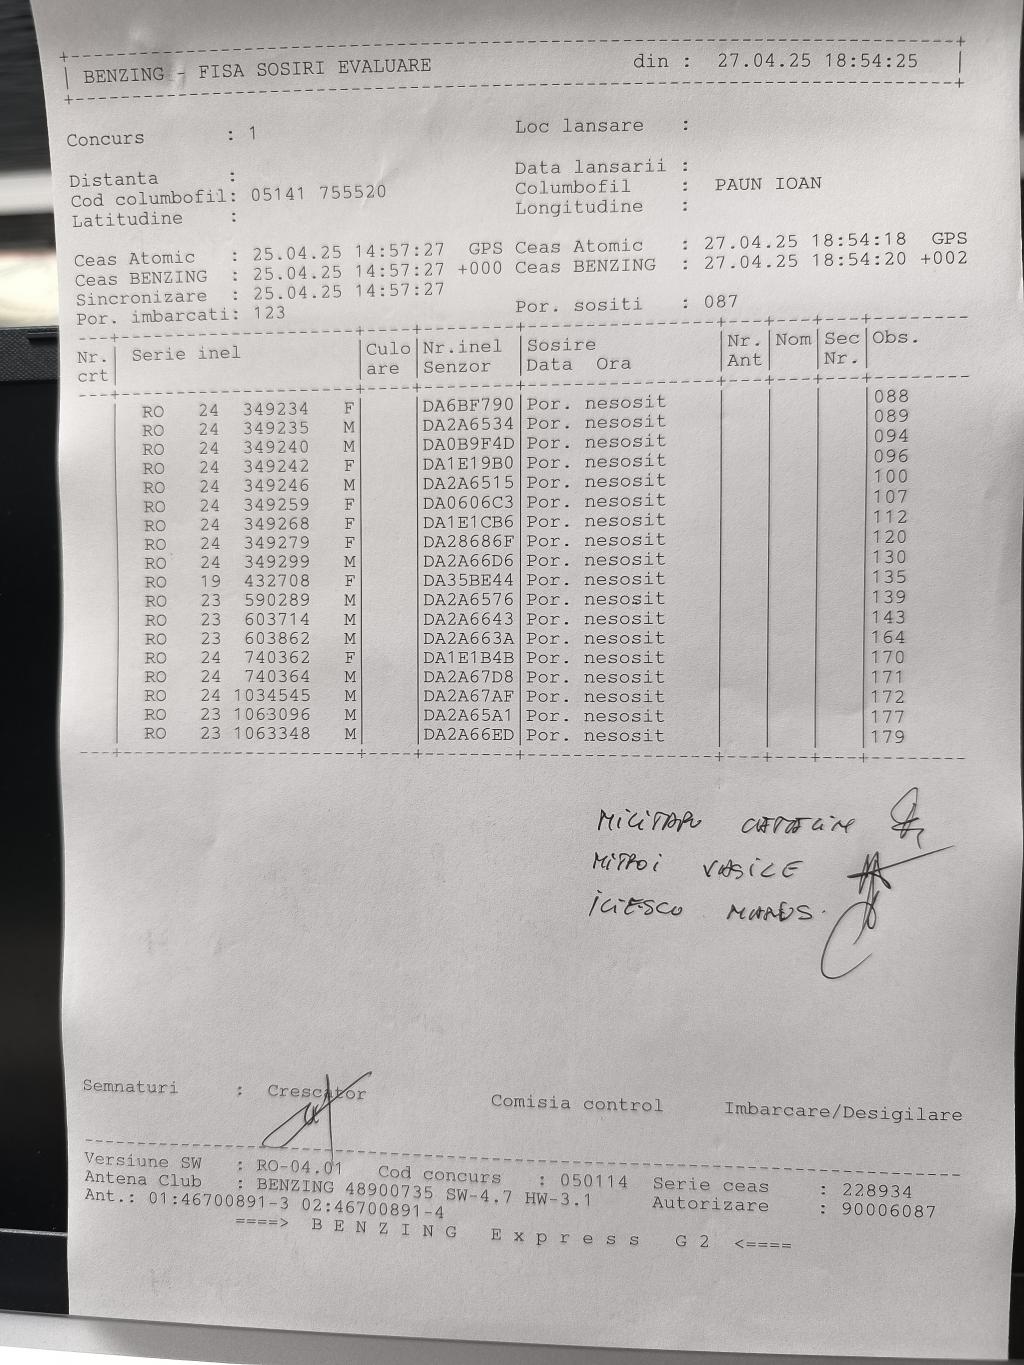 BENZING - FISA SOSIRI EVALUARE din : 27.04.25 18:54:25
Concurs : 1 Loc lansare :
Distanta : Data lansarii :
Cod columbofil: 05141 755520 Columbofil : PAUN IOAN
Latitudine : Longitudine :
Ceas Atomic : 25.04.25 14:57:27 GPS Ceas Atomic : 27.04.25 18:54:18 GPS
Ceas BENZING : 25.04.25 14:57:27 +000 Ceas BENZING : 27.04.25 18:54:20 +002
Sincronizare : 25.04.25 14:57:27
Por. imbarcati: 123 Por. sositi : 087
Nr. Serie inel Culo Nr.inel Sosire Nr. Nom Sec Obs.
crt are Senzor Data Ora Ant Nr.
RO 24 349234 F DA6BF790 Por. nesosit 088
RO 24 349235 M DA2A6534 Por. nesosit 089
RO 24 349240 M DA0B9F4D Por. nesosit 094
RO 24 349242 F DA1E19B0 Por. nesosit 096
RO 24 349246 M DA2A6515 Por. nesosit 100
RO 24 349259 F DA0606C3 Por. nesosit 107
RO 24 349268 F DA1E1CB6 Por. nesosit 112
RO 24 349279 F DA28686F Por. nesosit 120
RO 24 349299 M DA2A66D6 Por. nesosit 130
RO 19 432708 F DA35BE44 Por. nesosit 135
RO 23 590289 M DA2A6576 Por. nesosit 139
RO 23 603714 M DA2A6643 Por. nesosit 143
RO 23 603862 M DA2A663A Por. nesosit 164
RO 24 740362 F DA1E1B4B Por. nesosit 170
RO 24 740364 M DA2A67D8 Por. nesosit 171
RO 24 1034545 M DA2A67AF Por. nesosit 172
RO 23 1063096 M DA2A65A1 Por. nesosit 177
RO 23 1063348 M DA2A66ED Por. nesosit 179
MILITARU CATALIN
MITROI VASILE
ILIESCU MARIUS.
Semnaturi : Crescator Comisia control Imbarcare/Desigilare
Versiune SW : RO-04.01 Cod concurs : 050114 Serie ceas : 228934
Antena Club : BENZING 48900735 SW-4.7 HW-3.1 Autorizare : 90006087
Ant.: 01:46700891-3 02:46700891-4
====> B E N Z I N G E x p r e s s G 2 <====